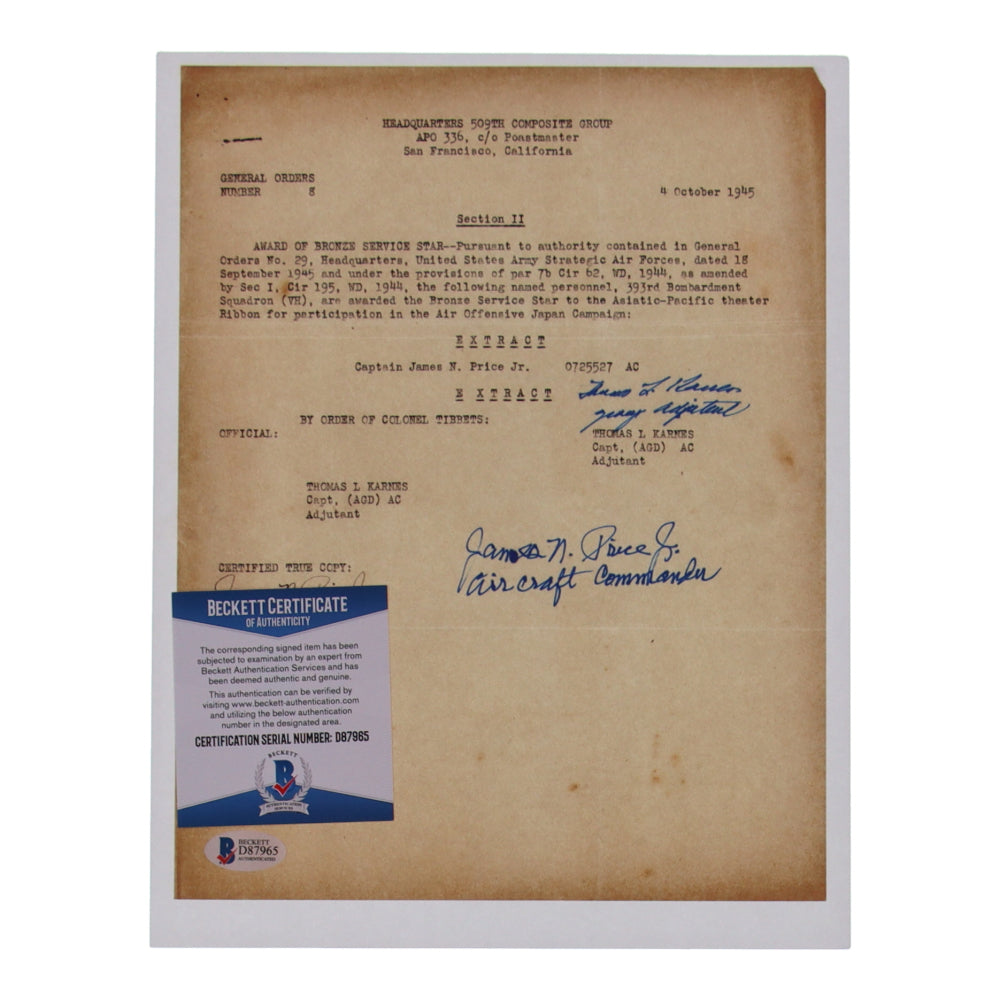 HEADQUARTERS 509TH COMPOSITE GROUP
APO 336, c/o Poastmaster
San Francisco, California
GENERAL ORDERS
NUMBER 8
4 October 1945
Section II
AWARD OF BRONZE SERVICE STAR--Pursuant to authority contained in General
Orders No. 29, Headquarters, United States Army Strategic Air Forces, dated 18
September 1945 and under the provisions of par 7b Cir 62, WD, 1944, as amended
by Sec I, Cir 195, WD, 1944, the following named personnel, 393rd Bombardment
Squadron (VH), are awarded the Bronze Service Star to the Asiatic-Pacific theater
Ribbon for participation in the Air Offensive Japan Campaign:
E X T R A C T
Captain James N. Price Jr. 0725527 AC
E X T R A C T
Thomas L Karnes
Adjutant
BY ORDER OF COLONEL TIBBETS:
OFFICIAL:
THOMAS L KARNES
Capt, (AGD) AC
Adjutant
THOMAS L KARNES
Capt, (AGD) AC
Adjutant
James N. Price Jr.
Aircraft Commander
CERTIFIED TRUE COPY:
BECKETT CERTIFICATE
OF AUTHENTICITY
The corresponding signed item has been
subjected to examination by an expert from
Beckett Authentication Services and has
been deemed authentic and genuine.
This authentication can be verified by
visiting www.beckett-authentication.com
and utilizing the below authentication
number in the designated area.
CERTIFICATION SERIAL NUMBER: D87965
BECKETT
B
AUTHENTICATION
SERVICES
B
BECKETT
D87965
AUTHENTICATED